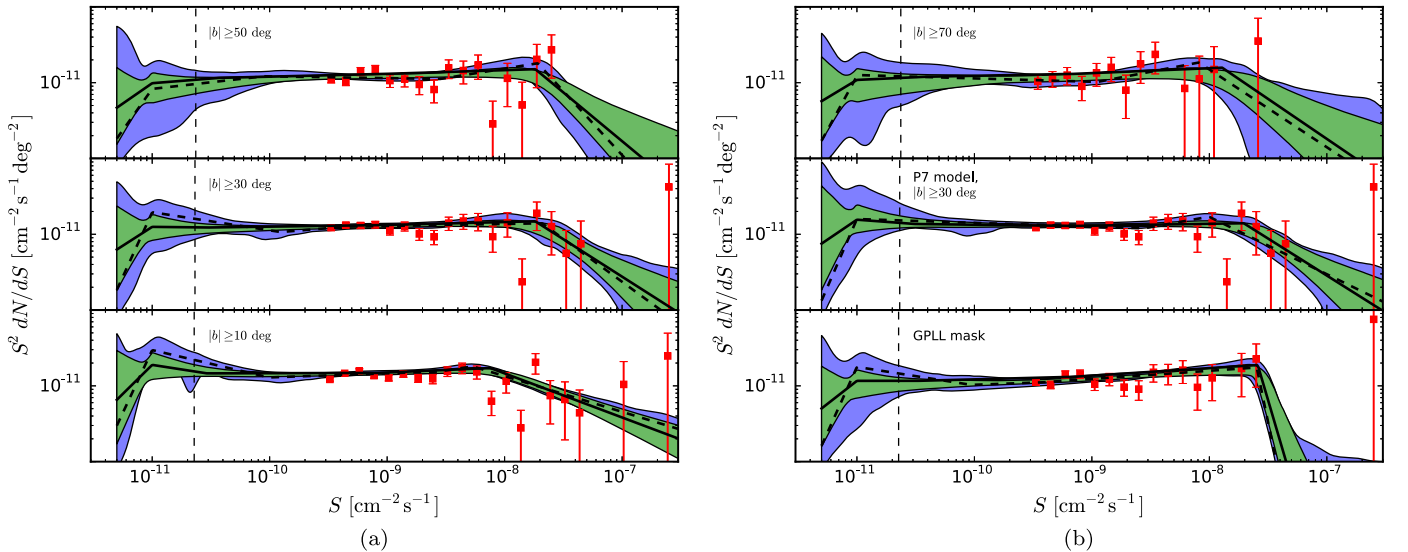 |b| ≥50 deg
|b| ≥30 deg
|b| ≥10 deg
10⁻¹¹
10⁻¹¹
10⁻¹¹
S² dN/dS [cm⁻² s⁻¹ deg⁻²]
10⁻¹¹ 10⁻¹⁰ 10⁻⁹ 10⁻⁸ 10⁻⁷
S [cm⁻² s⁻¹]
(a)
|b| ≥70 deg
P7 model,
|b| ≥30 deg
GPLL mask
10⁻¹¹
10⁻¹¹
10⁻¹¹
S² dN/dS [cm⁻² s⁻¹ deg⁻²]
10⁻¹¹ 10⁻¹⁰ 10⁻⁹ 10⁻⁸ 10⁻⁷
S [cm⁻² s⁻¹]
(b)